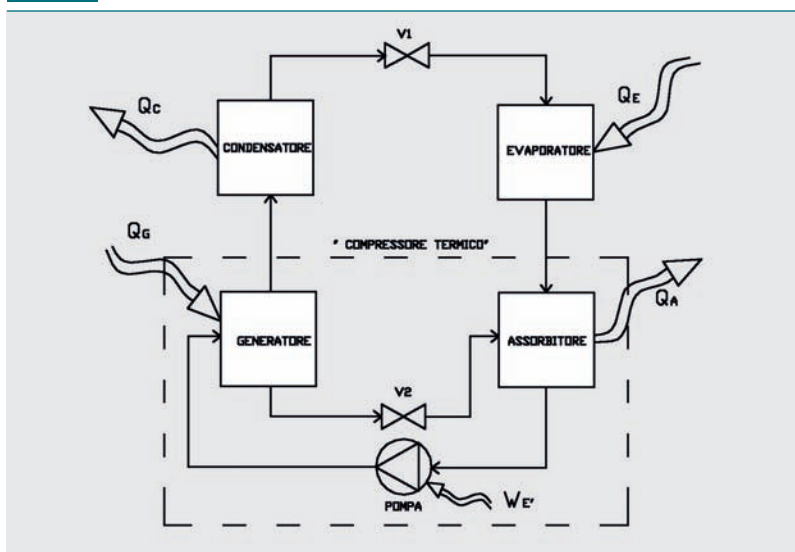 V1
QC
QE
CONDENSATORE
EVAPORATORE
QG
" COMPRESSORE TERMICO"
QA
GENERATORE
ASSORBITORE
V2
POMPA
WE'